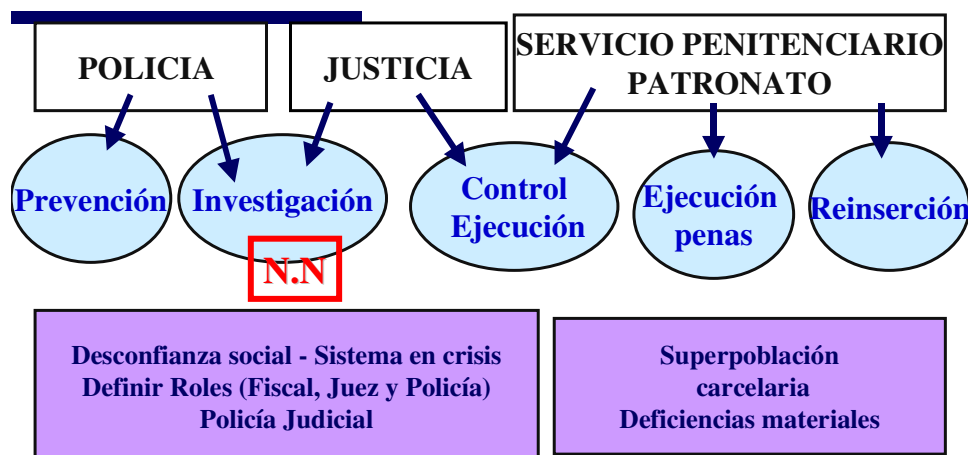 POLICIA
JUSTICIA
SERVICIO PENITENCIARIO
PATRONATO
Prevención
Investigación
Control
Ejecución
Ejecución
penas
Reinserción
N.N
Desconfianza social - Sistema en crisis
Definir Roles (Fiscal, Juez y Policía)
Policía Judicial
Superpoblación
carcelaria
Deficiencias materiales